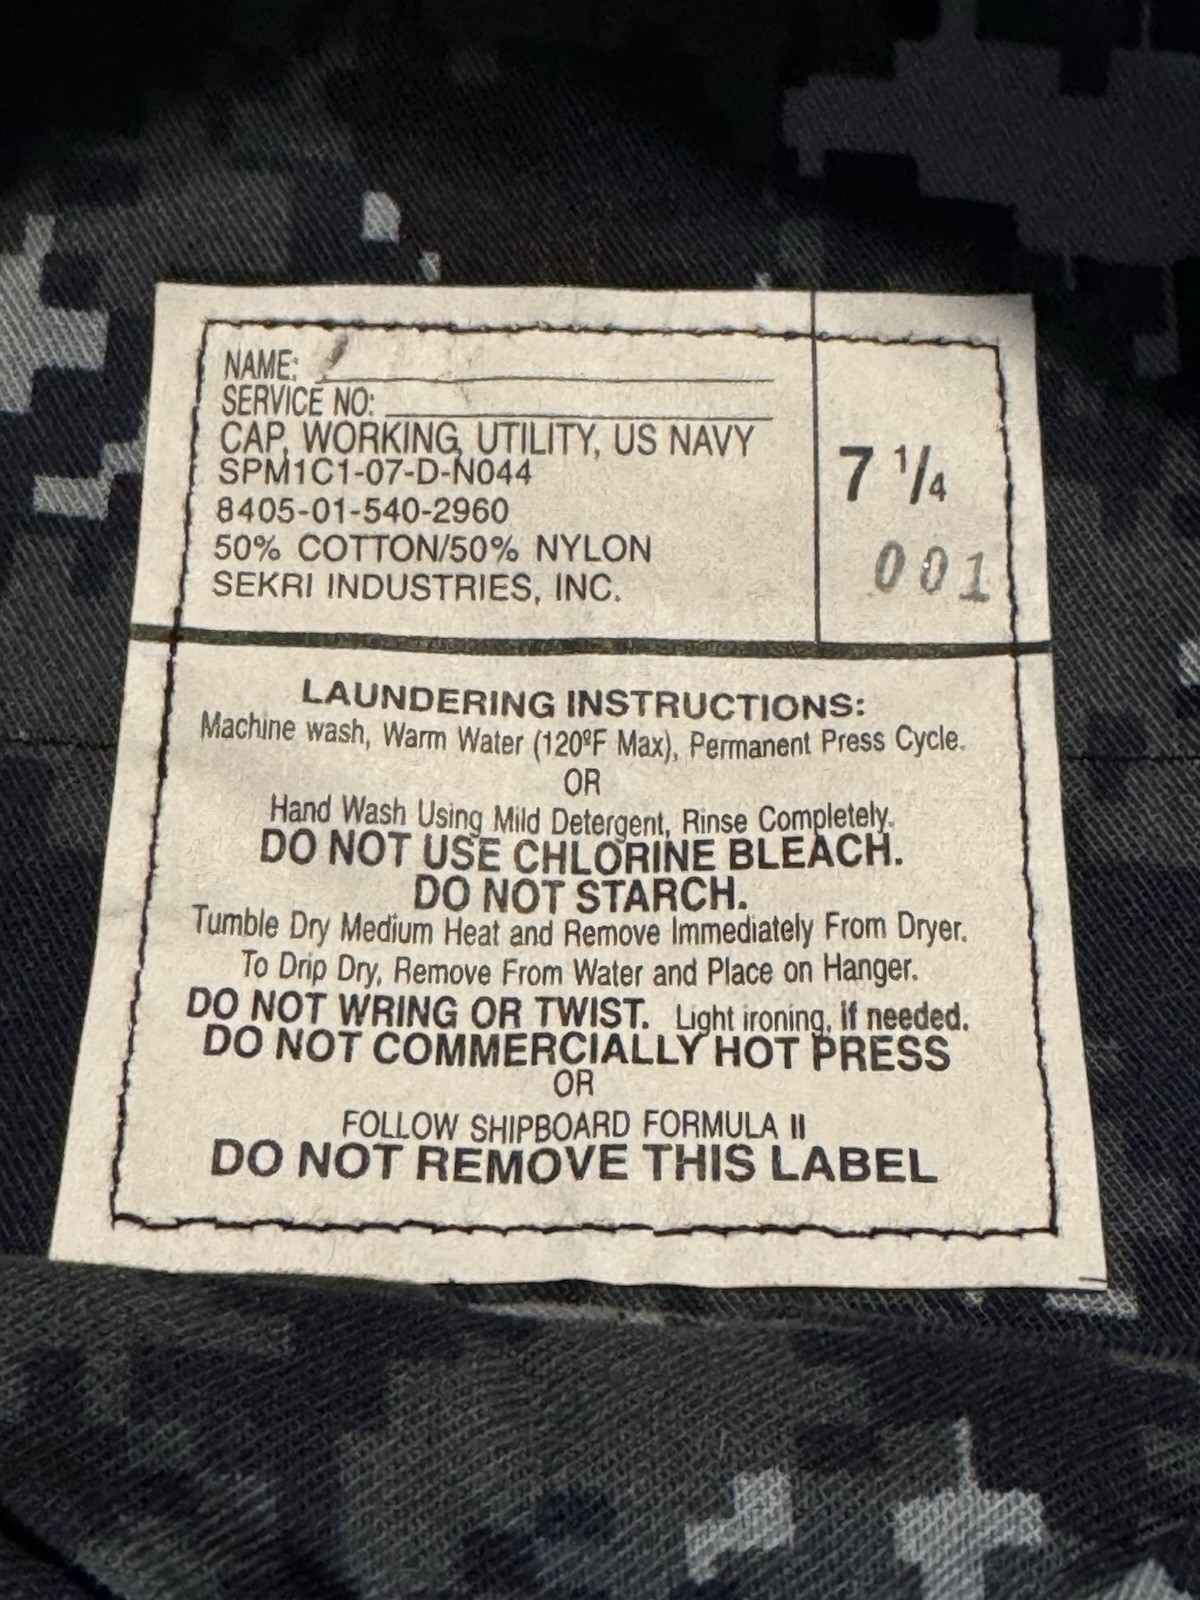 NAME:
SERVICE NO:
CAP, WORKING, UTILITY, US NAVY
SPM1C1-07-D-N044
8405-01-540-2960
50% COTTON/50% NYLON
SEKRI INDUSTRIES, INC.
7 1/4
001
LAUNDERING INSTRUCTIONS:
Machine wash, Warm Water (120ºF Max), Permanent Press Cycle.
OR
Hand Wash Using Mild Detergent, Rinse Completely.
DO NOT USE CHLORINE BLEACH.
DO NOT STARCH.
Tumble Dry Medium Heat and Remove Immediately From Dryer.
To Drip Dry, Remove From Water and Place on Hanger.
DO NOT WRING OR TWIST. Light ironing, if needed.
DO NOT COMMERCIALLY HOT PRESS
OR
FOLLOW SHIPBOARD FORMULA II
DO NOT REMOVE THIS LABEL